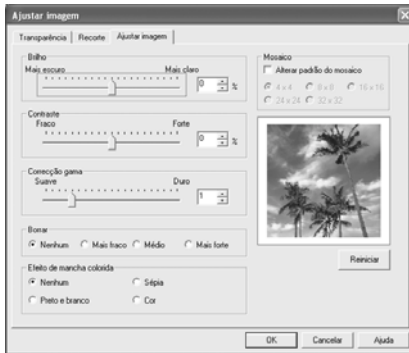 Ajustar imagem
Transparência Recorte Ajustar imagem
Brilho
Mais escuro Mais claro
0 %
Contraste
Fraco Forte
0 %
Correcção gama
Suave Duro
1
Borrar
Nenhum Mais fraco Médio Mais forte
Efeito de mancha colorida
Nenhum Sépia
Preto e branco Cor
Mosaico
Alterar padrão do mosaico
4 x 4 8 x 8 16 x 16
24 x 24 32 x 32
Reiniciar
OK Cancelar Ajuda